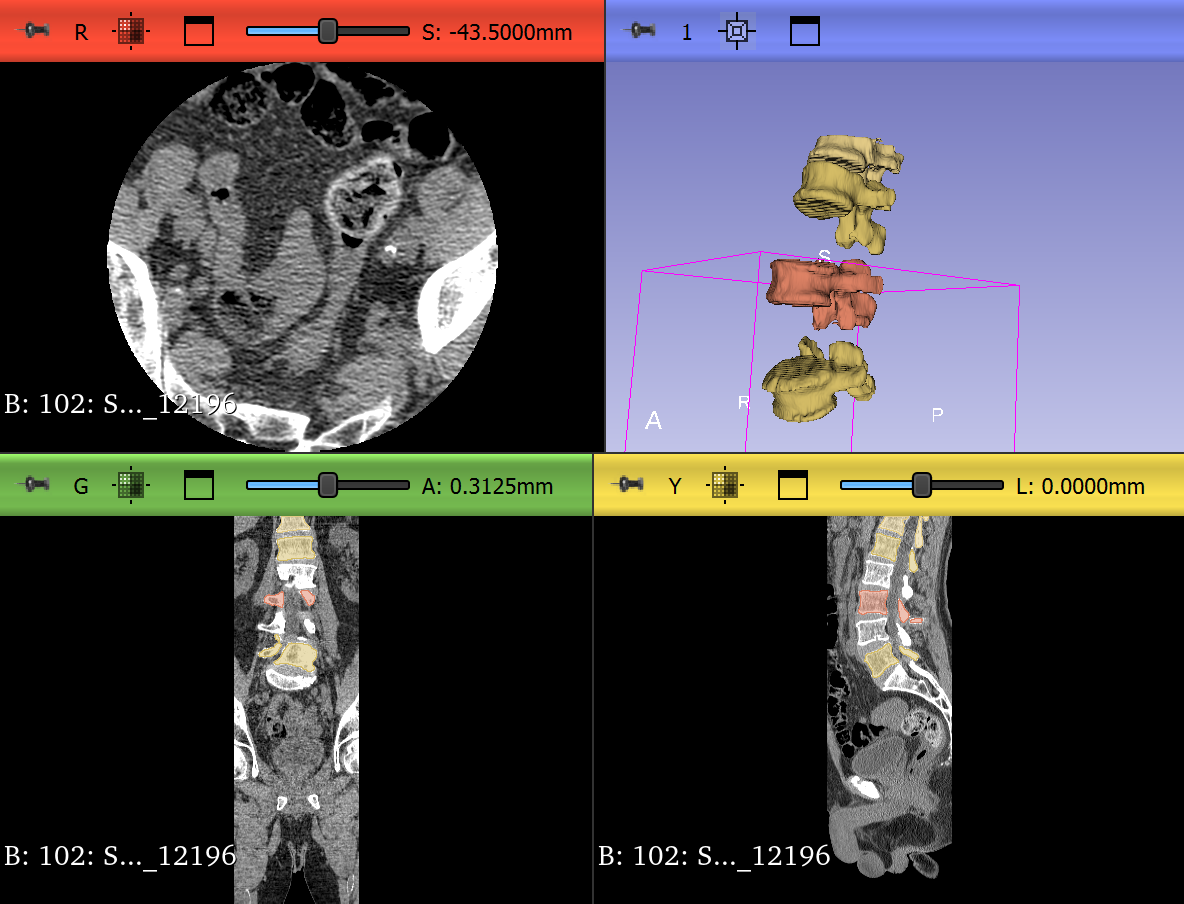 R
S: -43.5000mm
1
B: 102: S..._12196
S
R
A
P
G
A: 0.3125mm
Y
L: 0.0000mm
B: 102: S..._12196
B: 102: S..._12196